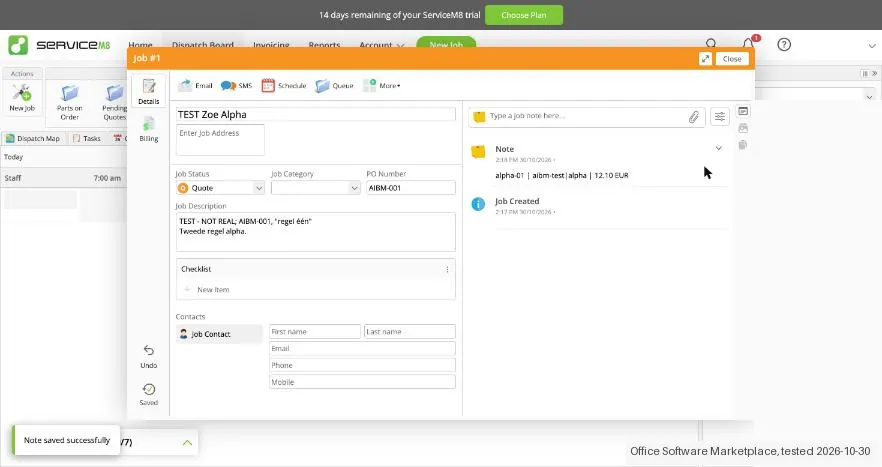 14 days remaining of your ServiceM8 trial
Choose Plan
SERVICEM8
Home
Dispatch Board
Invoicing
Reports
Account
New Job
1
Job #1
Close
Actions
New Job
Parts on Order
Pending Quotes
Dispatch Map
Tasks
Today
Staff
7:00 am
Details
Billing
Undo
Saved
Email
SMS
Schedule
Queue
More
TEST Zoe Alpha
Enter Job Address
Job Status
Job Category
PO Number
Quote
AIBM-001
Job Description
TEST - NOT REAL; AIBM-001, "regel één"
Tweede regel alpha.
Checklist
New item
Contacts
Job Contact
First name
Last name
Email
Phone
Mobile
Type a job note here...
Note
2:18 PM 30/10/2026
alpha-01 | aibm-test|alpha | 12.10 EUR
Job Created
2:17 PM 30/10/2026
Note saved successfully
/7)
Office Software Marketplace, tested 2026-10-30